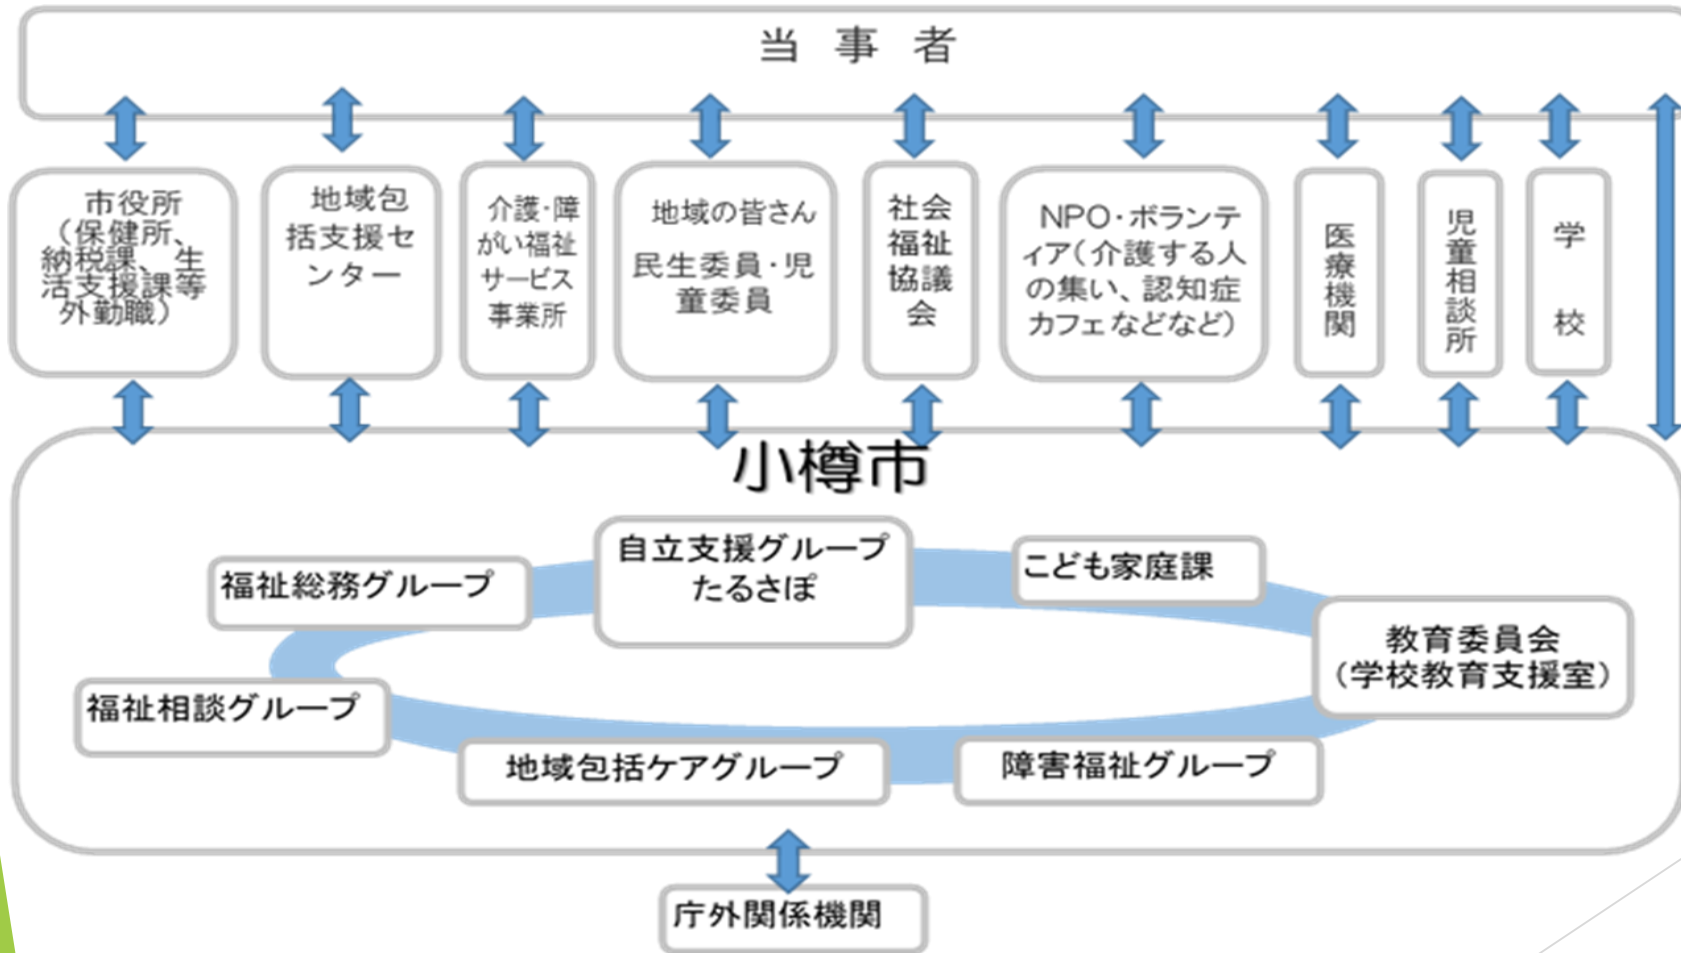 当 事 者
市役所
（保健所、
納税課、生
活支援課等
外勤職）
地域包
括支援セ
ンター
介護・障
がい福祉
サービス
事業所
地域の皆さん
民生委員・児
童委員
社会
福祉
協議
会
NPO・ボランテ
ィア（介護する人
の集い、認知症
カフェなどなど）
医療機関
児童相談所
学校
小樽市
自立支援グループ
たるさぽ
こども家庭課
福祉総務グループ
教育委員会
（学校教育支援室）
福祉相談グループ
地域包括ケアグループ
障害福祉グループ
庁外関係機関